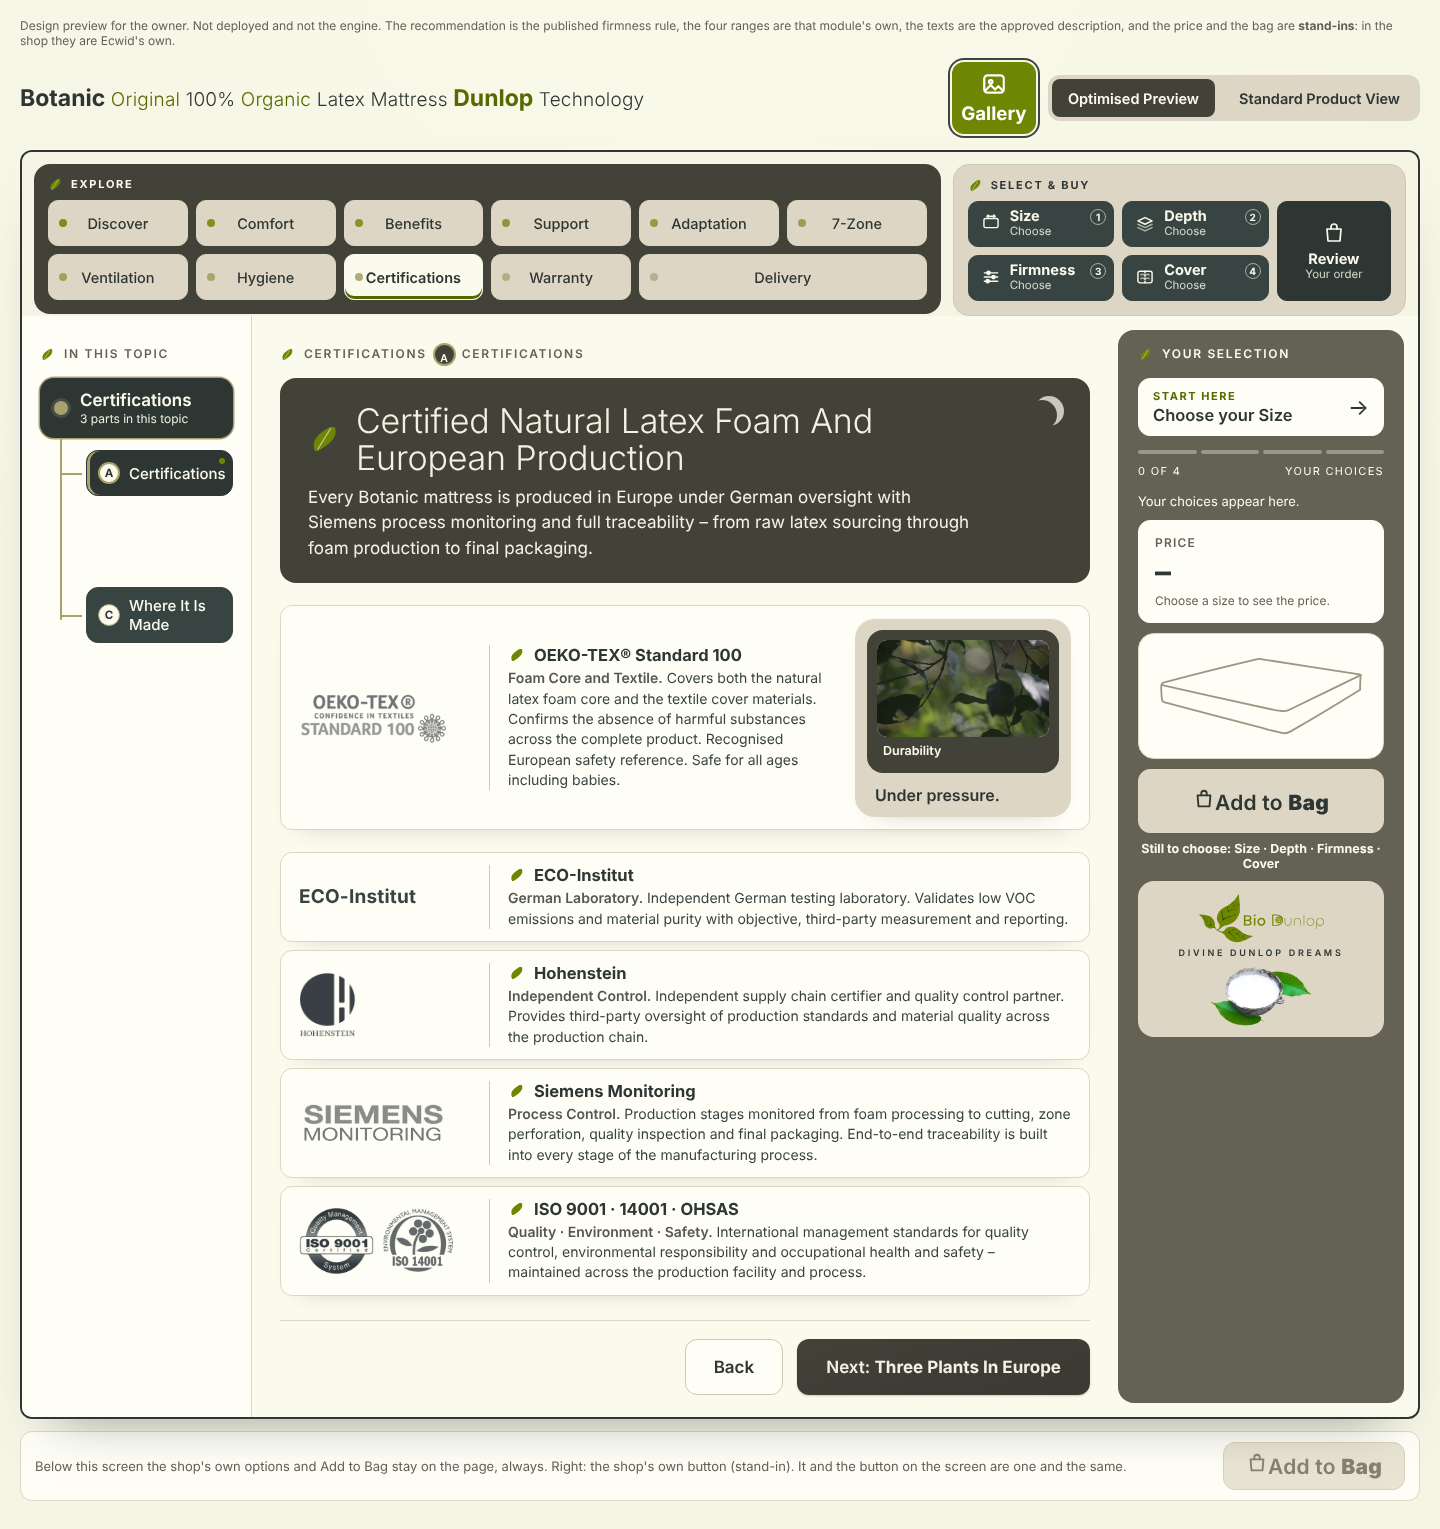 Design preview for the owner. Not deployed and not the engine. The recommendation is the published firmness rule, the four ranges are that module's own, the texts are the approved description, and the price and the bag are stand-ins: in the
shop they are Ecwid's own.
Botanic Original 100% Organic Latex Mattress Dunlop Technology
Gallery
Optimised Preview
Standard Product View
EXPLORE
Discover
Comfort
Benefits
Support
Adaptation
7-Zone
Ventilation
Hygiene
Certifications
Warranty
Delivery
SELECT & BUY
Size
Choose
1
Depth
Choose
2
Firmness
Choose
3
Cover
Choose
4
Review
Your order
IN THIS TOPIC
Certifications
3 parts in this topic
A Certifications
C Where It Is
Made
CERTIFICATIONS A CERTIFICATIONS
Certified Natural Latex Foam And
European Production
Every Botanic mattress is produced in Europe under German oversight with
Siemens process monitoring and full traceability – from raw latex sourcing through
foam production to final packaging.
OEKO-TEX®
CONFIDENCE IN TEXTILES
STANDARD 100
OEKO-TEX® Standard 100
Foam Core and Textile. Covers both the natural
latex foam core and the textile cover materials.
Confirms the absence of harmful substances
across the complete product. Recognised
European safety reference. Safe for all ages
including babies.
Durability
Under pressure.
ECO-Institut
ECO-Institut
German Laboratory. Independent German testing laboratory. Validates low VOC
emissions and material purity with objective, third-party measurement and reporting.
HOHENSTEIN
Hohenstein
Independent Control. Independent supply chain certifier and quality control partner.
Provides third-party oversight of production standards and material quality across
the production chain.
SIEMENS
MONITORING
Siemens Monitoring
Process Control. Production stages monitored from foam processing to cutting, zone
perforation, quality inspection and final packaging. End-to-end traceability is built
into every stage of the manufacturing process.
Quality Management
ISO 9001
Certified
System
ENVIRONMENTAL MANAGEMENT SYSTEM
ISO 14001
ISO 9001 · 14001 · OHSAS
Quality · Environment · Safety. International management standards for quality
control, environmental responsibility and occupational health and safety –
maintained across the production facility and process.
Back
Next: Three Plants In Europe
YOUR SELECTION
START HERE
Choose your Size
0 OF 4
YOUR CHOICES
Your choices appear here.
PRICE
–
Choose a size to see the price.
Add to Bag
Still to choose: Size · Depth · Firmness ·
Cover
Bio Dunlop
DIVINE DUNLOP DREAMS
Below this screen the shop's own options and Add to Bag stay on the page, always. Right: the shop's own button (stand-in). It and the button on the screen are one and the same.
Add to Bag